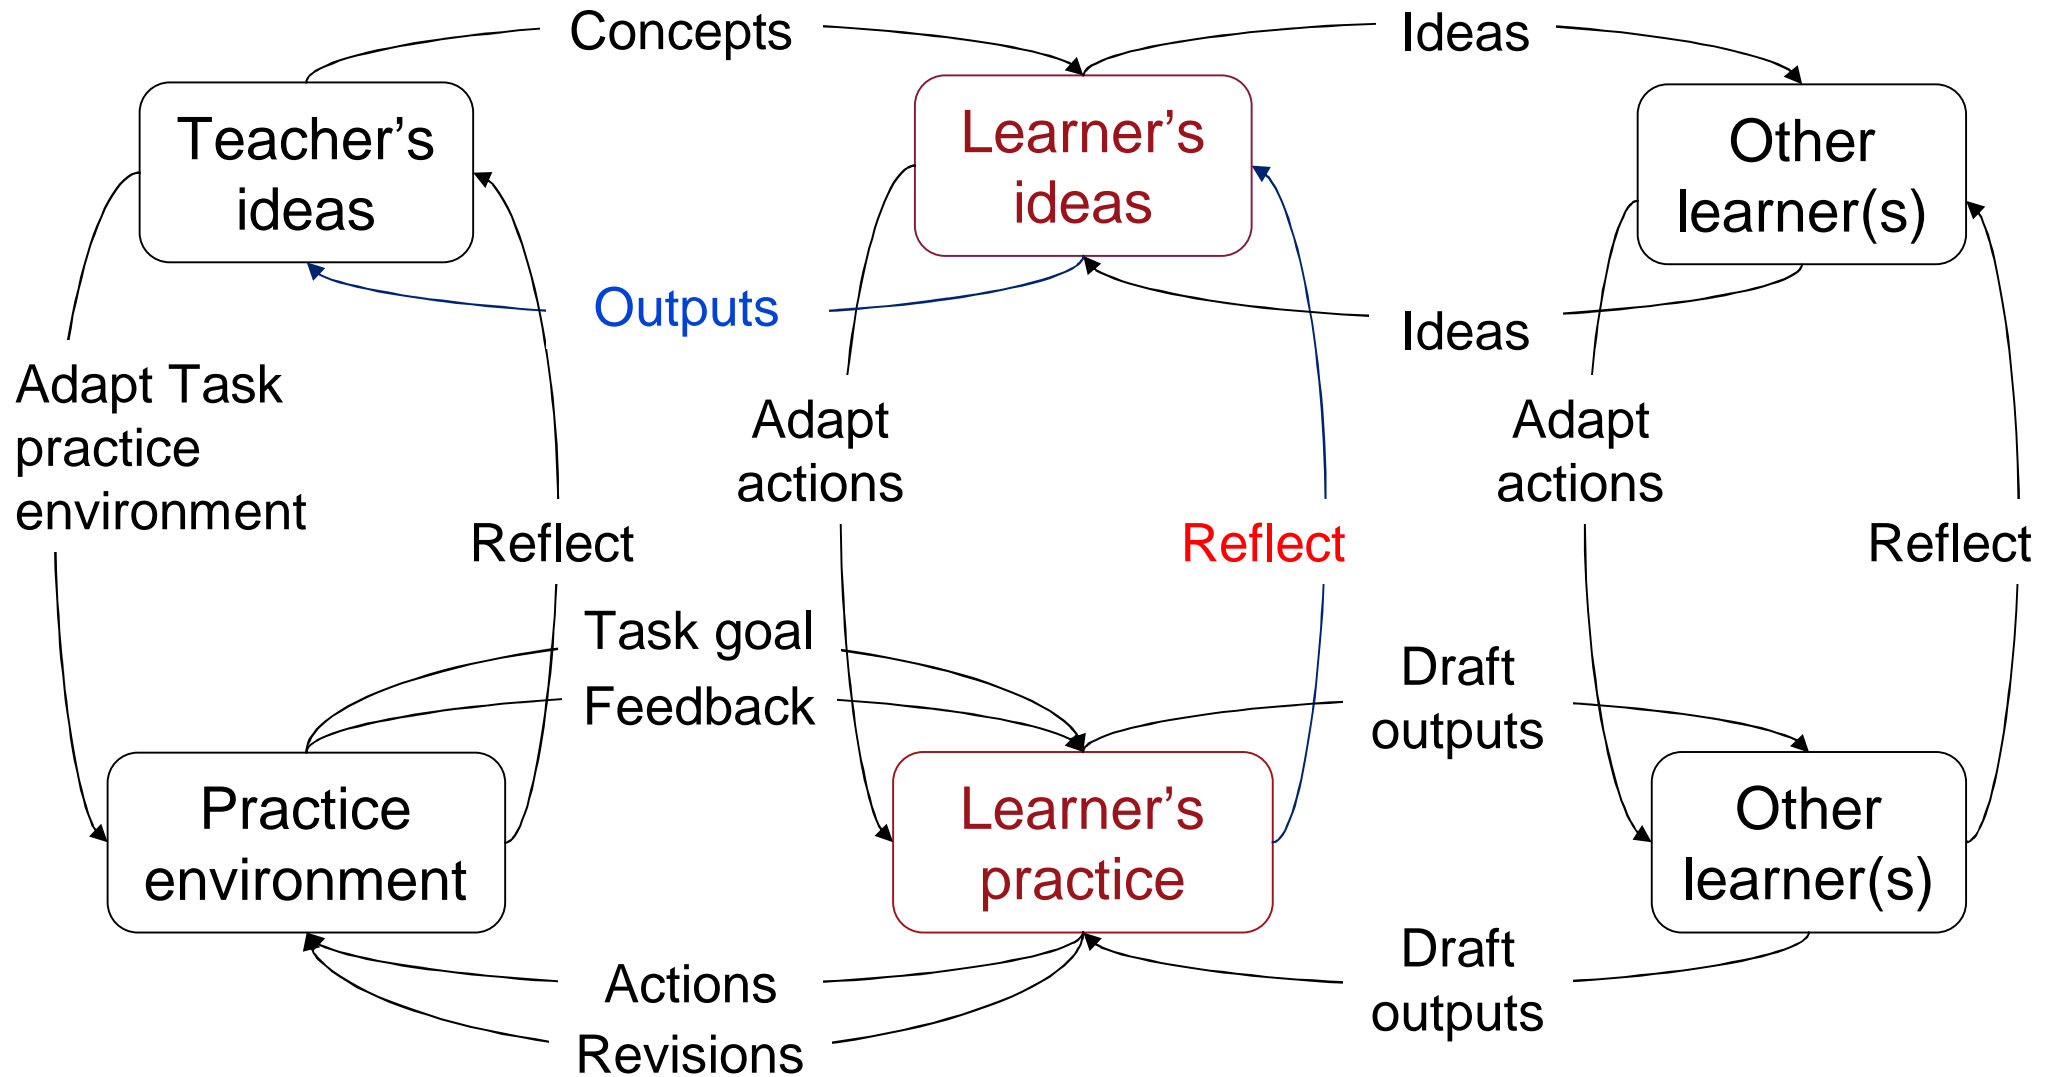 Concepts
Ideas
Teacher’s
ideas
Learner’s
ideas
Other
learner(s)
Outputs
Ideas
Adapt Task
practice
environment
Adapt
actions
Adapt
actions
Reflect
Reflect
Reflect
Task goal
Feedback
Draft
outputs
Practice
environment
Learner’s
practice
Other
learner(s)
Actions
Revisions
Draft
outputs